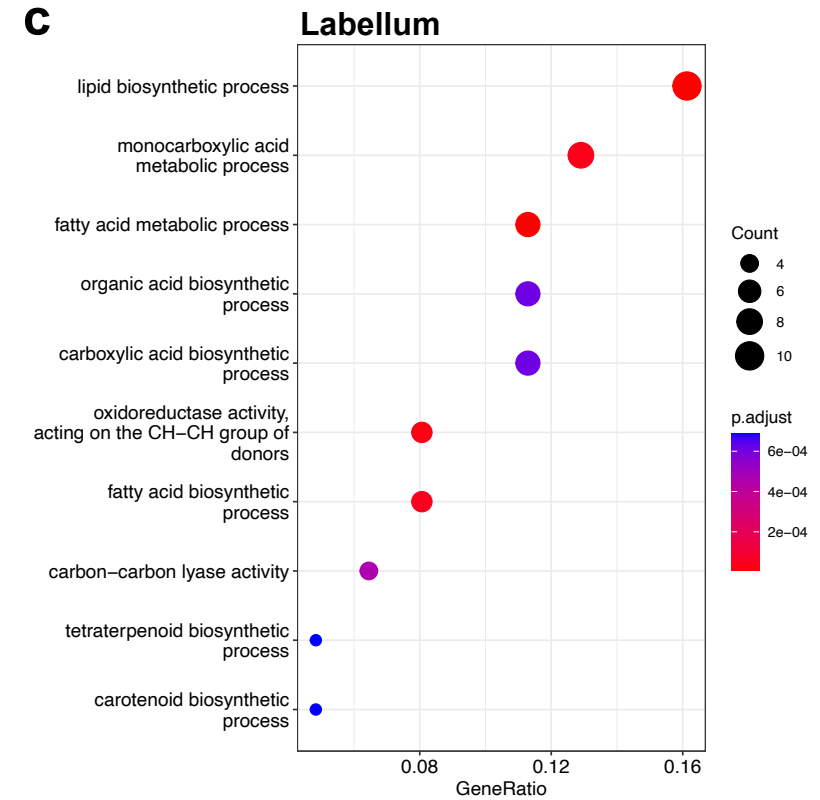 C
Labellum
lipid biosynthetic process
monocarboxylic acid
metabolic process
fatty acid metabolic process
organic acid biosynthetic
process
carboxylic acid biosynthetic
process
oxidoreductase activity,
acting on the CH−CH group of
donors
fatty acid biosynthetic
process
carbon−carbon lyase activity
tetraterpenoid biosynthetic
process
carotenoid biosynthetic
process
0.08 0.12 0.16
GeneRatio
Count
4
6
8
10
p.adjust
6e−04
4e−04
2e−04